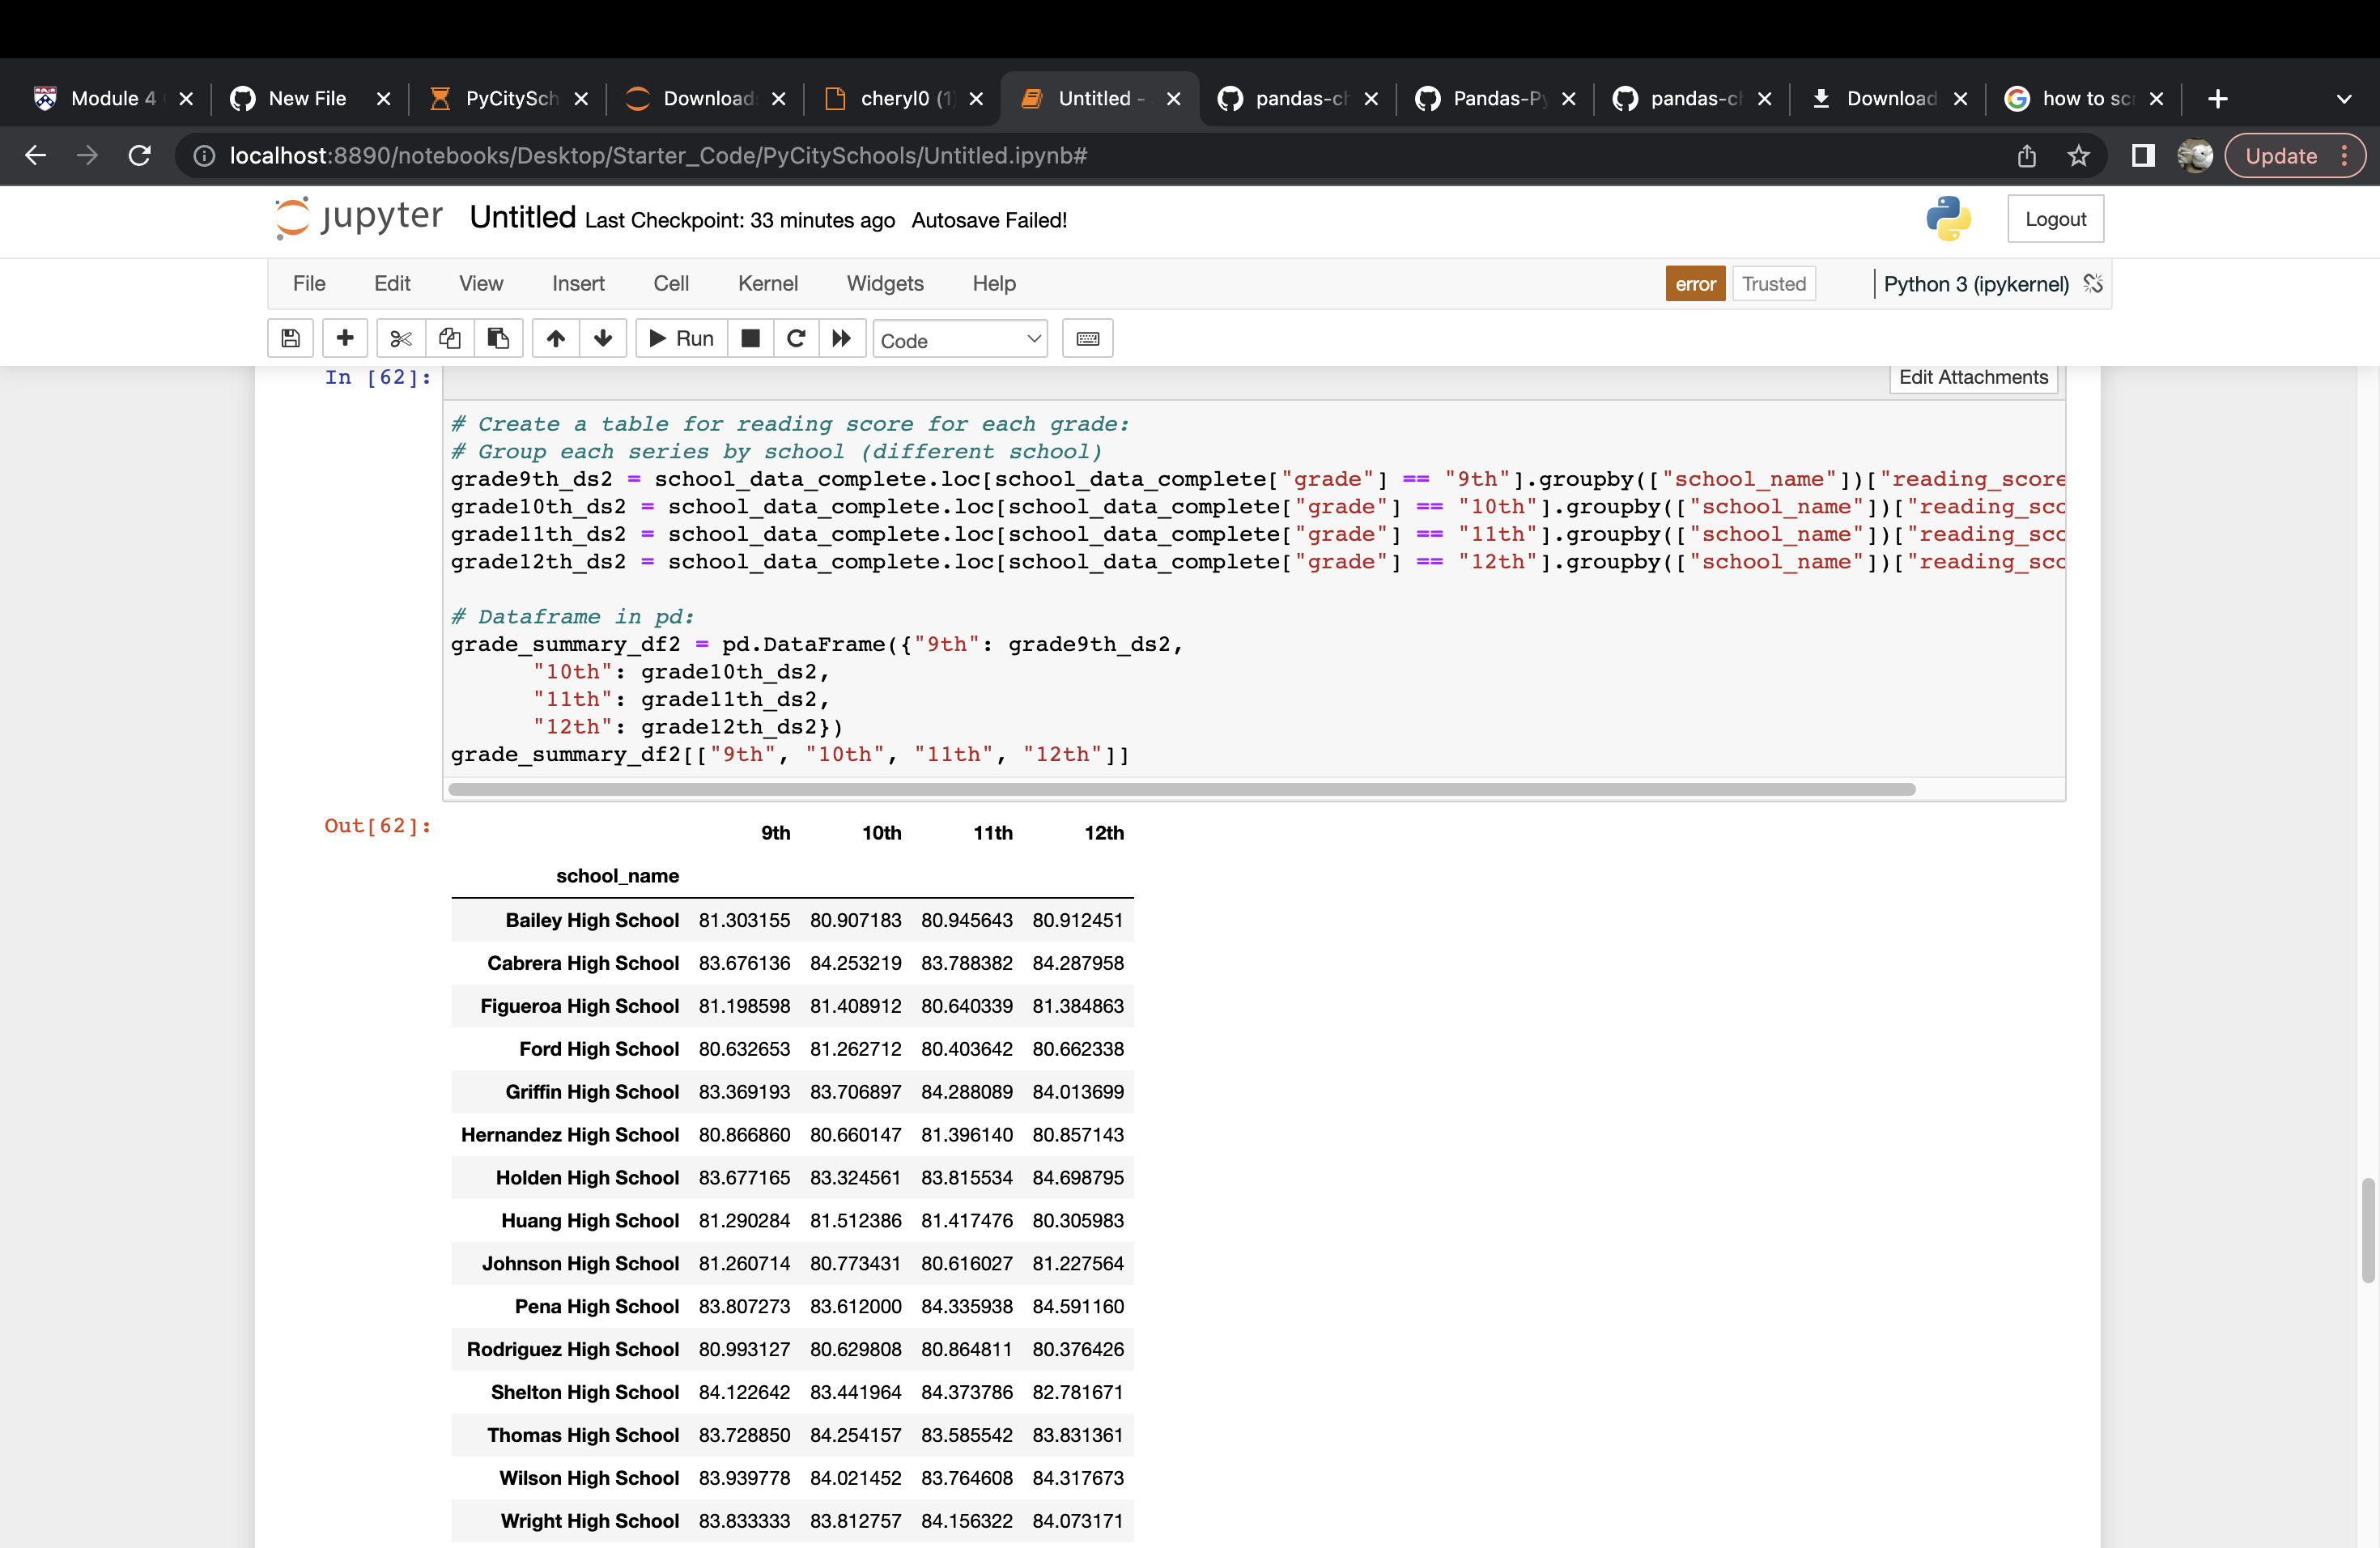 Module 4
New File
PyCitySch
Download
cheryl0 (1)
Untitled -
pandas-ch
Pandas-Py
pandas-ch
Download
how to scr
localhost:8890/notebooks/Desktop/Starter_Code/PyCitySchools/Untitled.ipynb#
Update
jupyter Untitled Last Checkpoint: 33 minutes ago Autosave Failed!
Logout
File Edit View Insert Cell Kernel Widgets Help
error Trusted Python 3 (ipykernel)
Run Code
In [62]:
Edit Attachments
# Create a table for reading score for each grade:
# Group each series by school (different school)
grade9th_ds2 = school_data_complete.loc[school_data_complete["grade"] == "9th"].groupby(["school_name"])["reading_score
grade10th_ds2 = school_data_complete.loc[school_data_complete["grade"] == "10th"].groupby(["school_name"])["reading_sco
grade11th_ds2 = school_data_complete.loc[school_data_complete["grade"] == "11th"].groupby(["school_name"])["reading_sco
grade12th_ds2 = school_data_complete.loc[school_data_complete["grade"] == "12th"].groupby(["school_name"])["reading_sco
# Dataframe in pd:
grade_summary_df2 = pd.DataFrame({"9th": grade9th_ds2,
"10th": grade10th_ds2,
"11th": grade11th_ds2,
"12th": grade12th_ds2})
grade_summary_df2[["9th", "10th", "11th", "12th"]]
Out[62]:
9th 10th 11th 12th
school_name
Bailey High School 81.303155 80.907183 80.945643 80.912451
Cabrera High School 83.676136 84.253219 83.788382 84.287958
Figueroa High School 81.198598 81.408912 80.640339 81.384863
Ford High School 80.632653 81.262712 80.403642 80.662338
Griffin High School 83.369193 83.706897 84.288089 84.013699
Hernandez High School 80.866860 80.660147 81.396140 80.857143
Holden High School 83.677165 83.324561 83.815534 84.698795
Huang High School 81.290284 81.512386 81.417476 80.305983
Johnson High School 81.260714 80.773431 80.616027 81.227564
Pena High School 83.807273 83.612000 84.335938 84.591160
Rodriguez High School 80.993127 80.629808 80.864811 80.376426
Shelton High School 84.122642 83.441964 84.373786 82.781671
Thomas High School 83.728850 84.254157 83.585542 83.831361
Wilson High School 83.939778 84.021452 83.764608 84.317673
Wright High School 83.833333 83.812757 84.156322 84.073171